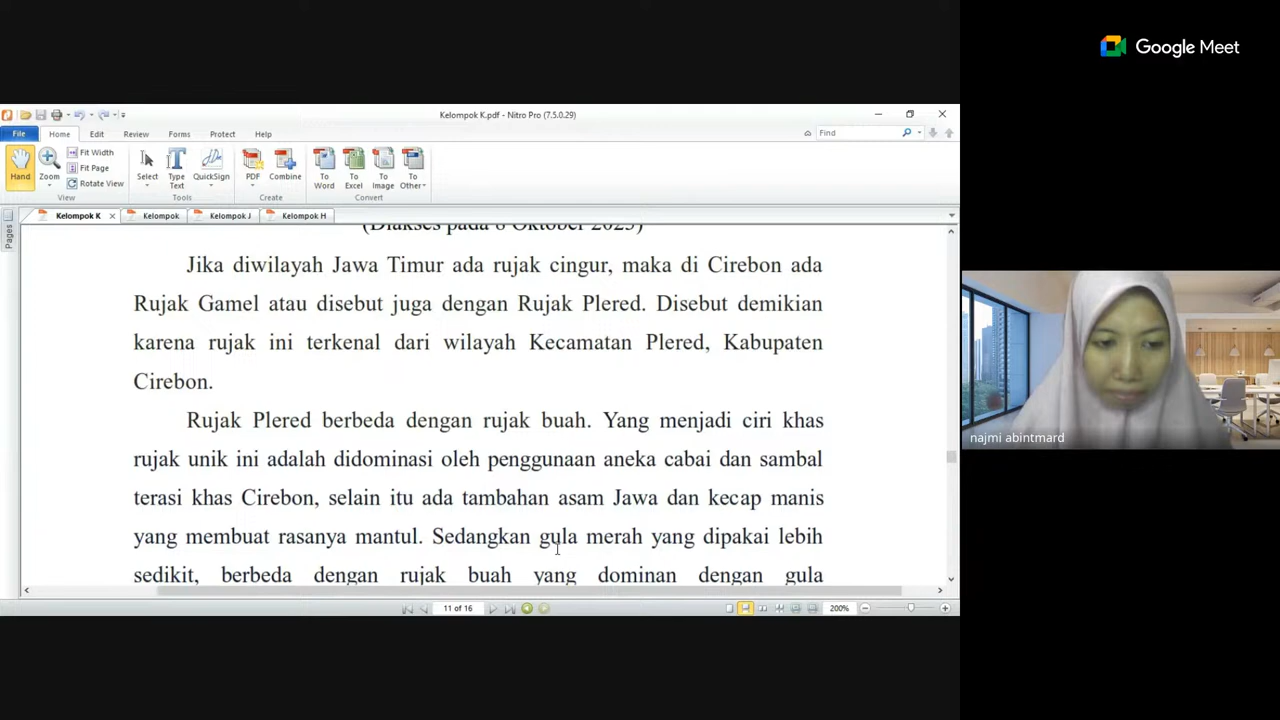 Google Meet
Kelompok K.pdf - Nitro Pro (7.5.0.29)
File Home Edit Review Forms Protect Help
Find
Hand Zoom Fit Width Fit Page Rotate View
Select Type Text QuickSign
PDF Combine
To Word To Excel To Image To Other
View Tools Create Convert
Kelompok K Kelompok Kelompok J Kelompok H
Pages
(Diakses pada 8 Oktober 2023)
Jika diwilayah Jawa Timur ada rujak cingur, maka di Cirebon ada
Rujak Gamel atau disebut juga dengan Rujak Plered. Disebut demikian
karena rujak ini terkenal dari wilayah Kecamatan Plered, Kabupaten
Cirebon.
Rujak Plered berbeda dengan rujak buah. Yang menjadi ciri khas
rujak unik ini adalah didominasi oleh penggunaan aneka cabai dan sambal
terasi khas Cirebon, selain itu ada tambahan asam Jawa dan kecap manis
yang membuat rasanya mantul. Sedangkan gula merah yang dipakai lebih
sedikit, berbeda dengan rujak buah yang dominan dengan gula
11 of 16
200%
najmi abintmard